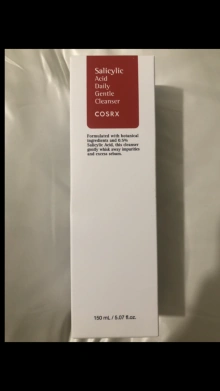 Salicylic
Acid
Daily
Gentle
Cleanser
COSRX
Formulated with botanical
ingredients and 0.5%
Salicylic Acid, this cleanser
gently whisk away impurities
and excess sebum.
150 mL / 5.07 fl.oz.